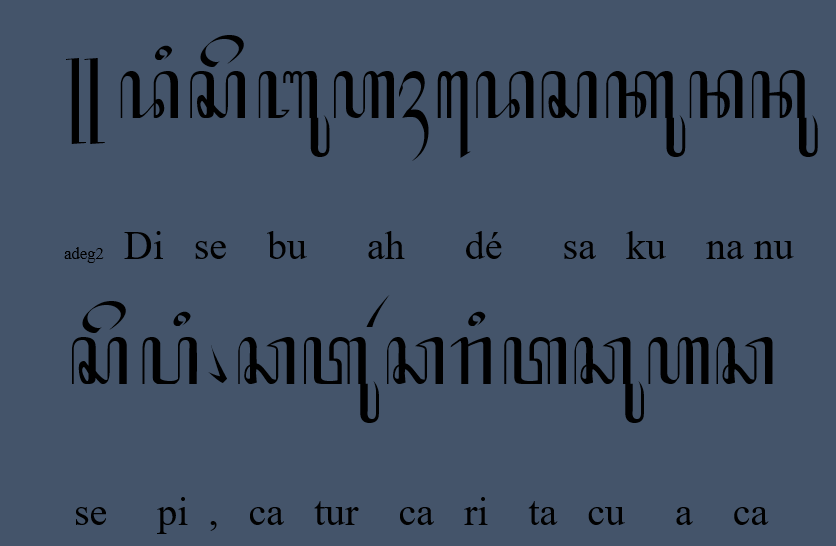 ꧋ꦢꦶꦱꦼꦧꦸꦲꦃꦢꦺꦱꦏꦸꦤꦤꦸ
adeg2 Di se bu ah dé sa ku na nu
ꦱꦼꦥꦶ꧈ꦕꦠꦸꦂꦕꦫꦶꦠꦕꦸꦲꦕ
se pi , ca tur ca ri ta cu a ca